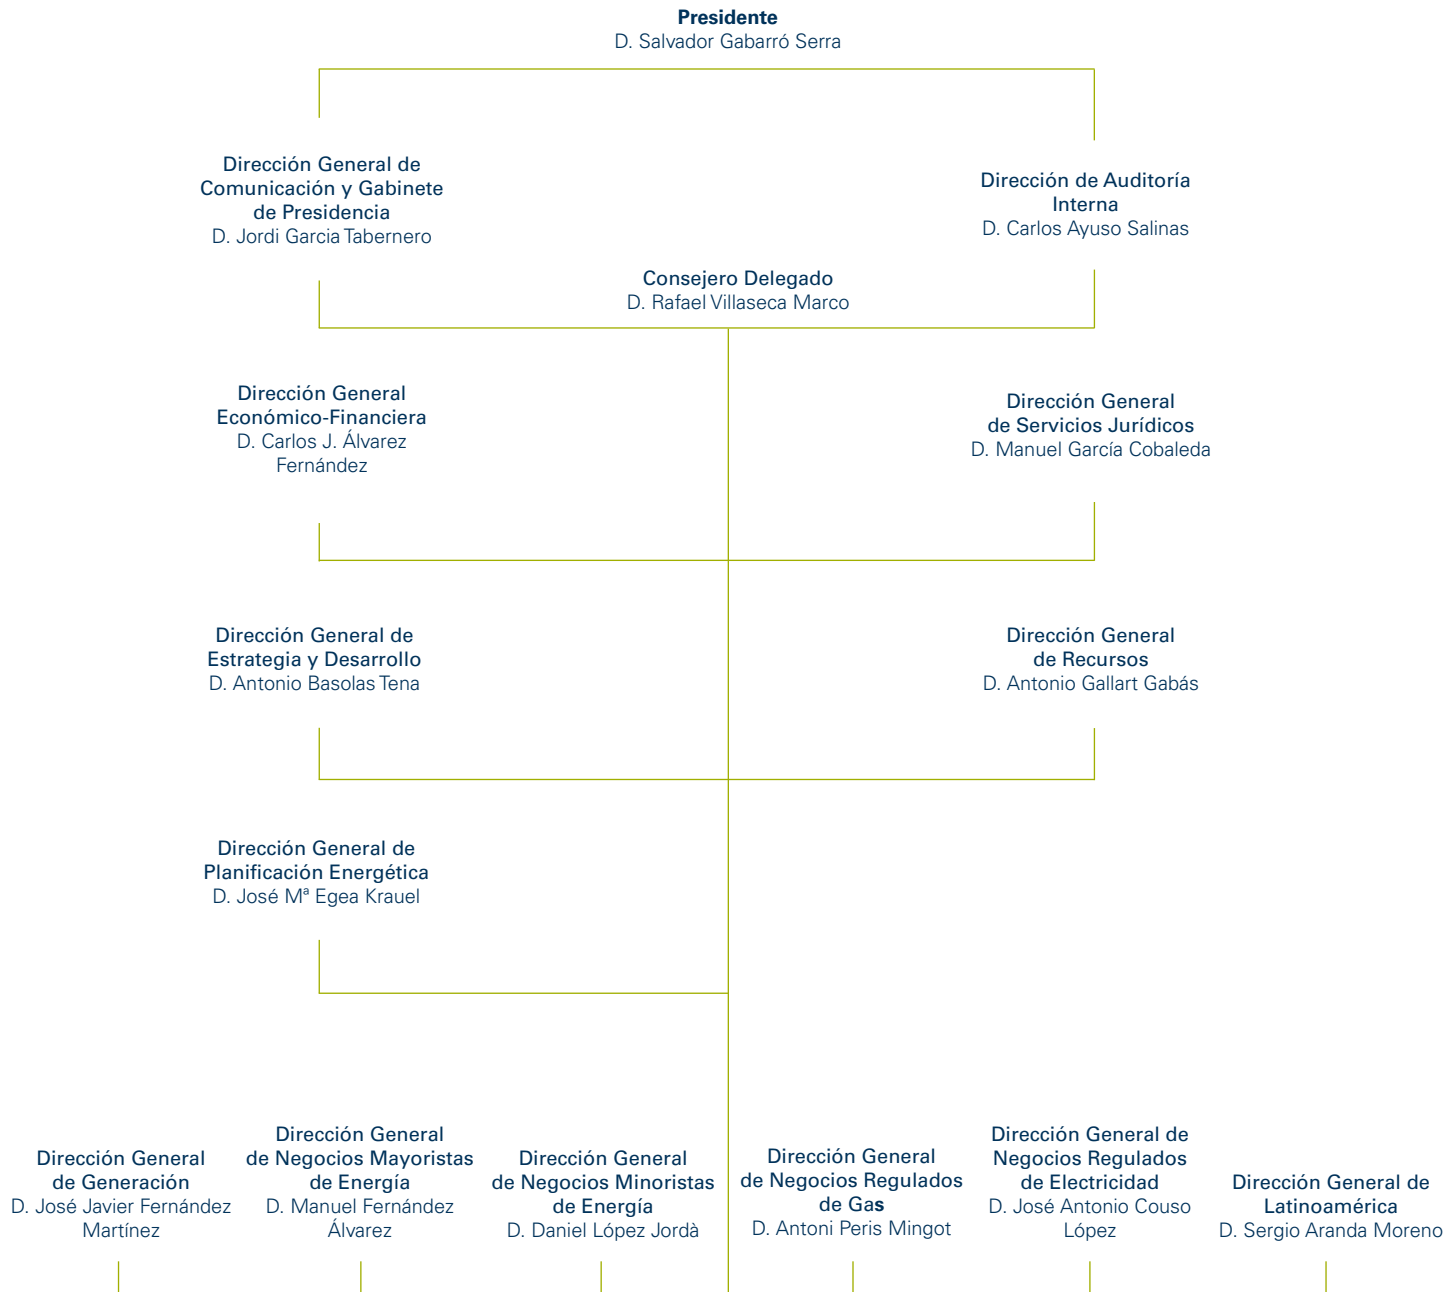 Presidente
D. Salvador Gabarró Serra
Dirección General de
Comunicación y Gabinete
de Presidencia
D. Jordi Garcia Tabernero
Dirección de Auditoría
Interna
D. Carlos Ayuso Salinas
Consejero Delegado
D. Rafael Villaseca Marco
Dirección General
Económico-Financiera
D. Carlos J. Álvarez
Fernández
Dirección General
de Servicios Jurídicos
D. Manuel García Cobaleda
Dirección General de
Estrategia y Desarrollo
D. Antonio Basolas Tena
Dirección General
de Recursos
D. Antonio Gallart Gabás
Dirección General de
Planificación Energética
D. José Mª Egea Krauel
Dirección General
de Generación
D. José Javier Fernández
Martínez
Dirección General
de Negocios Mayoristas
de Energía
D. Manuel Fernández
Álvarez
Dirección General
de Negocios Minoristas
de Energía
D. Daniel López Jordà
Dirección General
de Negocios Regulados
de Gas
D. Antoni Peris Mingot
Dirección General de
Negocios Regulados
de Electricidad
D. José Antonio Couso
López
Dirección General de
Latinoamérica
D. Sergio Aranda Moreno